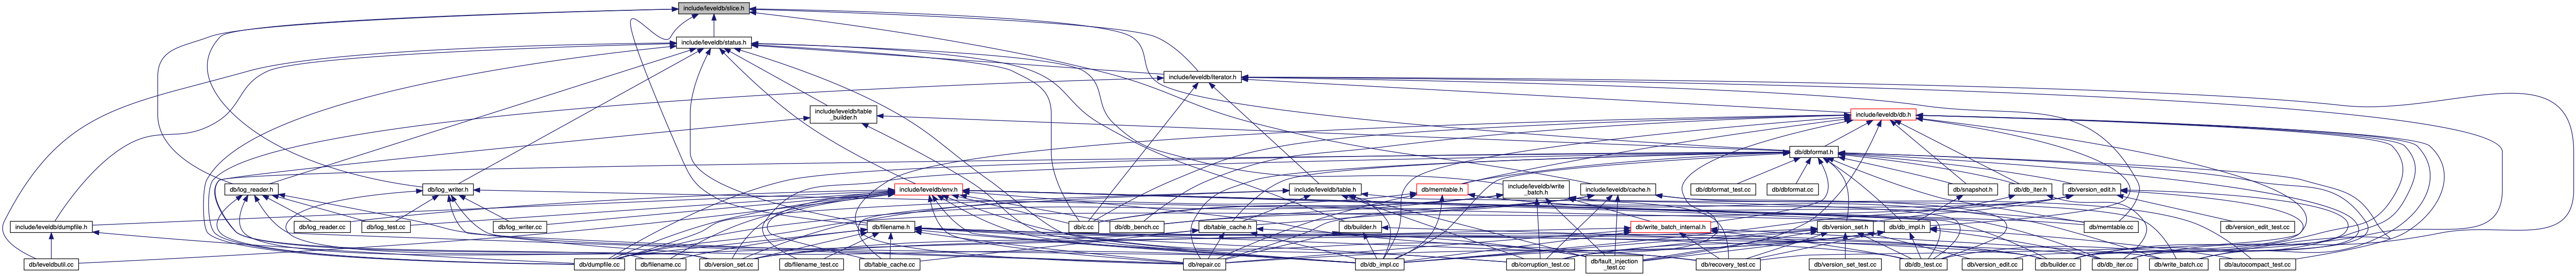 include/leveldb/slice.h
include/leveldb/status.h
include/leveldb/iterator.h
include/leveldb/table
_builder.h
include/leveldb/db.h
db/dbformat.h
db/log_reader.h
db/log_writer.h
include/leveldb/env.h
include/leveldb/table.h
db/memtable.h
include/leveldb/write
_batch.h
include/leveldb/cache.h
db/dbformat_test.cc
db/dbformat.cc
db/snapshot.h
db/db_iter.h
db/version_edit.h
include/leveldb/dumpfile.h
db/log_reader.cc
db/log_test.cc
db/log_writer.cc
db/filename.h
db/c.cc
db/db_bench.cc
db/table_cache.h
db/builder.h
db/write_batch_internal.h
db/version_set.h
db/db_impl.h
db/memtable.cc
db/version_edit_test.cc
db/leveldbutil.cc
db/dumpfile.cc
db/filename.cc
db/version_set.cc
db/filename_test.cc
db/table_cache.cc
db/repair.cc
db/db_impl.cc
db/corruption_test.cc
db/fault_injection
_test.cc
db/recovery_test.cc
db/version_set_test.cc
db/db_test.cc
db/version_edit.cc
db/builder.cc
db/db_iter.cc
db/write_batch.cc
db/autocompact_test.cc